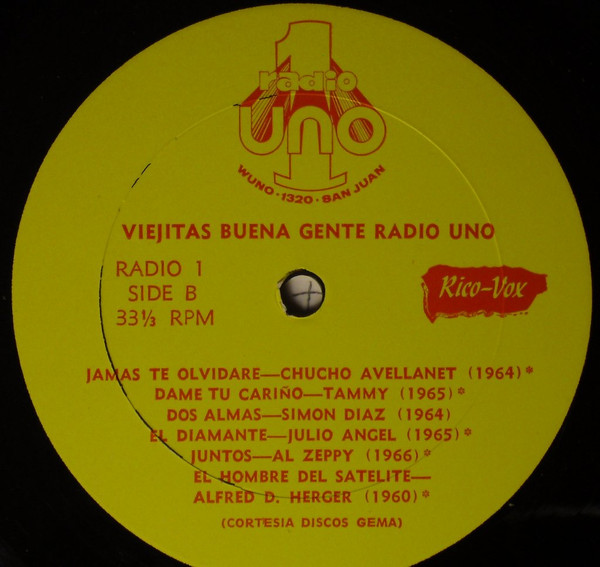 1
radio
uno
WUNO · 1320 · SAN JUAN
VIEJITAS BUENA GENTE RADIO UNO
RADIO 1
SIDE B
33⅓ RPM
Rico-Vox
JAMAS TE OLVIDARE—CHUCHO AVELLANET (1964)*
DAME TU CARIÑO—TAMMY (1965)*
DOS ALMAS—SIMON DIAZ (1964)
EL DIAMANTE—JULIO ANGEL (1965)*
JUNTOS—AL ZEPPY (1966)*
EL HOMBRE DEL SATELITE—
ALFRED D. HERGER (1960)*
(CORTESIA DISCOS GEMA)